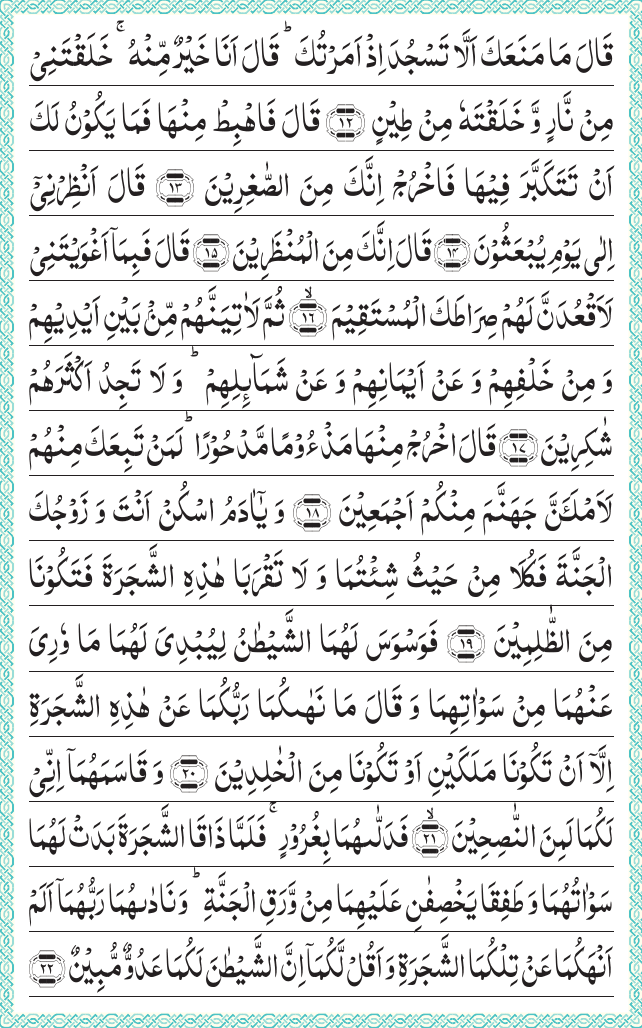 قَالَ مَا مَنَعَكَ اَلَّا تَسْجُدَ اِذْ اَمَرْتُكَ ؕ قَالَ اَنَا خَيْرٌ مِّنْهُ ۚ خَلَقْتَنِیْ
مِنْ نَّارٍ وَّ خَلَقْتَهٗ مِنْ طِيْنٍ ﴿۱۲﴾ قَالَ فَاهْبِطْ مِنْهَا فَمَا يَكُوْنُ لَكَ
اَنْ تَتَكَبَّرَ فِيْهَا فَاخْرُجْ اِنَّكَ مِنَ الصّٰغِرِيْنَ ﴿۱۳﴾ قَالَ اَنْظِرْنِیْۤ
اِلٰی يَوْمِ يُبْعَثُوْنَ ﴿۱۴﴾ قَالَ اِنَّكَ مِنَ الْمُنْظَرِيْنَ ﴿۱۵﴾ قَالَ فَبِمَاۤ اَغْوَيْتَنِیْ
لَاَقْعُدَنَّ لَهُمْ صِرَاطَكَ الْمُسْتَقِيْمَ ﴿ۙ۱۶﴾ ثُمَّ لَاٰتِيَنَّهُمْ مِّنْۢ بَيْنِ اَيْدِيْهِمْ
وَ مِنْ خَلْفِهِمْ وَ عَنْ اَيْمَانِهِمْ وَ عَنْ شَمَآئِلِهِمْ ؕ وَ لَا تَجِدُ اَكْثَرَهُمْ
شٰكِرِيْنَ ﴿۱۷﴾ قَالَ اخْرُجْ مِنْهَا مَذْءُوْمًا مَّدْحُوْرًا ؕ لَمَنْ تَبِعَكَ مِنْهُمْ
لَاَمْلَـَٔنَّ جَهَنَّمَ مِنْكُمْ اَجْمَعِيْنَ ﴿۱۸﴾ وَ يٰۤاٰدَمُ اسْكُنْ اَنْتَ وَ زَوْجُكَ
الْجَنَّةَ فَكُلَا مِنْ حَيْثُ شِئْتُمَا وَ لَا تَقْرَبَا هٰذِهِ الشَّجَرَةَ فَتَكُوْنَا
مِنَ الظّٰلِمِيْنَ ﴿۱۹﴾ فَوَسْوَسَ لَهُمَا الشَّيْطٰنُ لِيُبْدِیَ لَهُمَا مَا وٗرِیَ
عَنْهُمَا مِنْ سَوْاٰتِهِمَا وَ قَالَ مَا نَهٰىكُمَا رَبُّكُمَا عَنْ هٰذِهِ الشَّجَرَةِ
اِلَّاۤ اَنْ تَكُوْنَا مَلَكَيْنِ اَوْ تَكُوْنَا مِنَ الْخٰلِدِيْنَ ﴿۲۰﴾ وَ قَاسَمَهُمَاۤ اِنِّیْ
لَكُمَا لَمِنَ النّٰصِحِيْنَ ﴿ۙ۲۱﴾ فَدَلّٰىهُمَا بِغُرُوْرٍ ۚ فَلَمَّا ذَاقَا الشَّجَرَةَ بَدَتْ لَهُمَا
سَوْاٰتُهُمَا وَ طَفِقَا يَخْصِفٰنِ عَلَيْهِمَا مِنْ وَّرَقِ الْجَنَّةِ ؕ وَ نَادٰىهُمَا رَبُّهُمَاۤ اَلَمْ
اَنْهَكُمَا عَنْ تِلْكُمَا الشَّجَرَةِ وَ اَقُلْ لَّكُمَاۤ اِنَّ الشَّيْطٰنَ لَكُمَا عَدُوٌّ مُّبِيْنٌ ﴿۲۲﴾